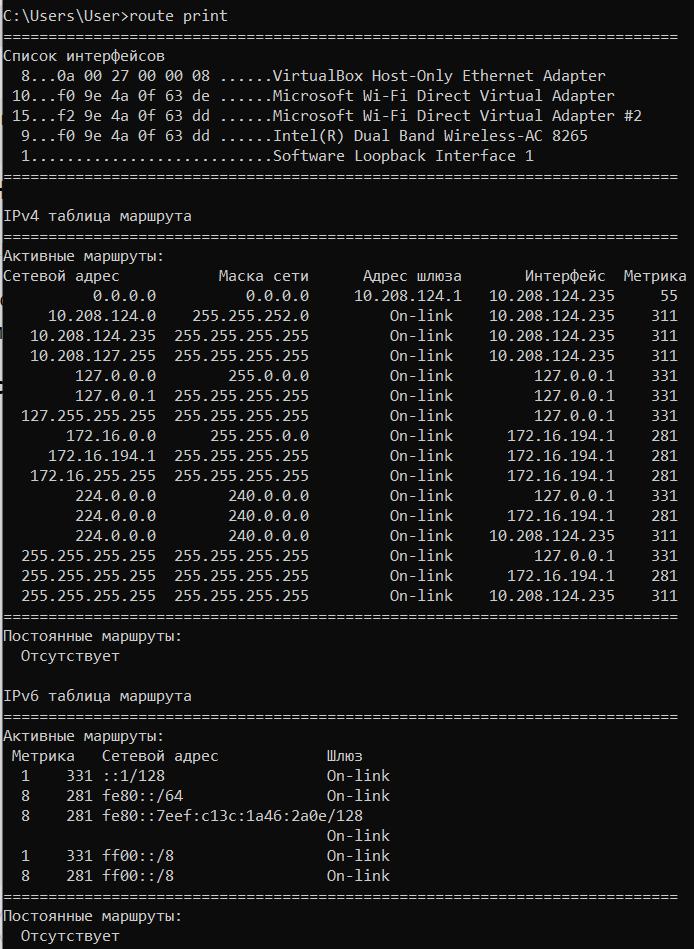 C:\Users\User>route print
===========================================================================
Список интерфейсов
  8...0a 00 27 00 00 08 ......VirtualBox Host-Only Ethernet Adapter
 10...f0 9e 4a 0f 63 de ......Microsoft Wi-Fi Direct Virtual Adapter
 15...f2 9e 4a 0f 63 dd ......Microsoft Wi-Fi Direct Virtual Adapter #2
  9...f0 9e 4a 0f 63 dd ......Intel(R) Dual Band Wireless-AC 8265
  1...........................Software Loopback Interface 1
===========================================================================
IPv4 таблица маршрута
===========================================================================
Активные маршруты:
Сетевой адрес           Маска сети      Адрес шлюза       Интерфейс  Метрика
          0.0.0.0          0.0.0.0     10.208.124.1   10.208.124.235     55
     10.208.124.0    255.255.252.0         On-link    10.208.124.235    311
   10.208.124.235  255.255.255.255         On-link    10.208.124.235    311
   10.208.127.255  255.255.255.255         On-link    10.208.124.235    311
        127.0.0.0        255.0.0.0         On-link         127.0.0.1    331
        127.0.0.1  255.255.255.255         On-link         127.0.0.1    331
  127.255.255.255  255.255.255.255         On-link         127.0.0.1    331
       172.16.0.0      255.255.0.0         On-link      172.16.194.1    281
     172.16.194.1  255.255.255.255         On-link      172.16.194.1    281
   172.16.255.255  255.255.255.255         On-link      172.16.194.1    281
        224.0.0.0        240.0.0.0         On-link         127.0.0.1    331
        224.0.0.0        240.0.0.0         On-link      172.16.194.1    281
        224.0.0.0        240.0.0.0         On-link    10.208.124.235    311
  255.255.255.255  255.255.255.255         On-link         127.0.0.1    331
  255.255.255.255  255.255.255.255         On-link      172.16.194.1    281
  255.255.255.255  255.255.255.255         On-link    10.208.124.235    311
===========================================================================
Постоянные маршруты:
  Отсутствует
IPv6 таблица маршрута
===========================================================================
Активные маршруты:
 Метрика   Сетевой адрес            Шлюз
  1    331 ::1/128                  On-link
  8    281 fe80::/64                On-link
  8    281 fe80::7eef:c13c:1a46:2a0e/128
                                    On-link
  1    331 ff00::/8                 On-link
  8    281 ff00::/8                 On-link
===========================================================================
Постоянные маршруты:
  Отсутствует